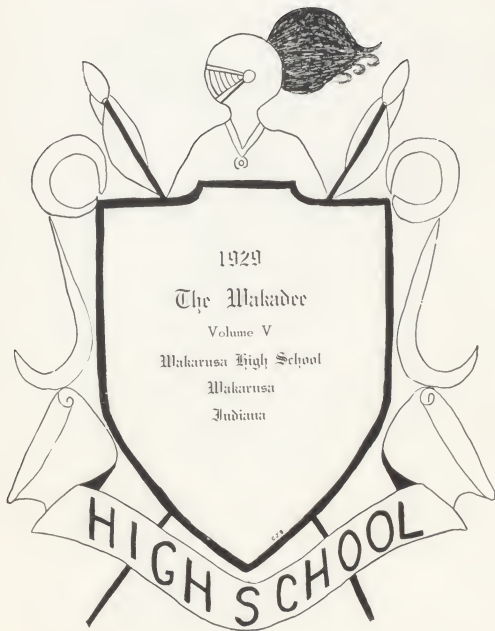 1929
The Wakadee
Volume V
Wakarusa High School
Wakarusa
Indiana
HIGH SCHOOL